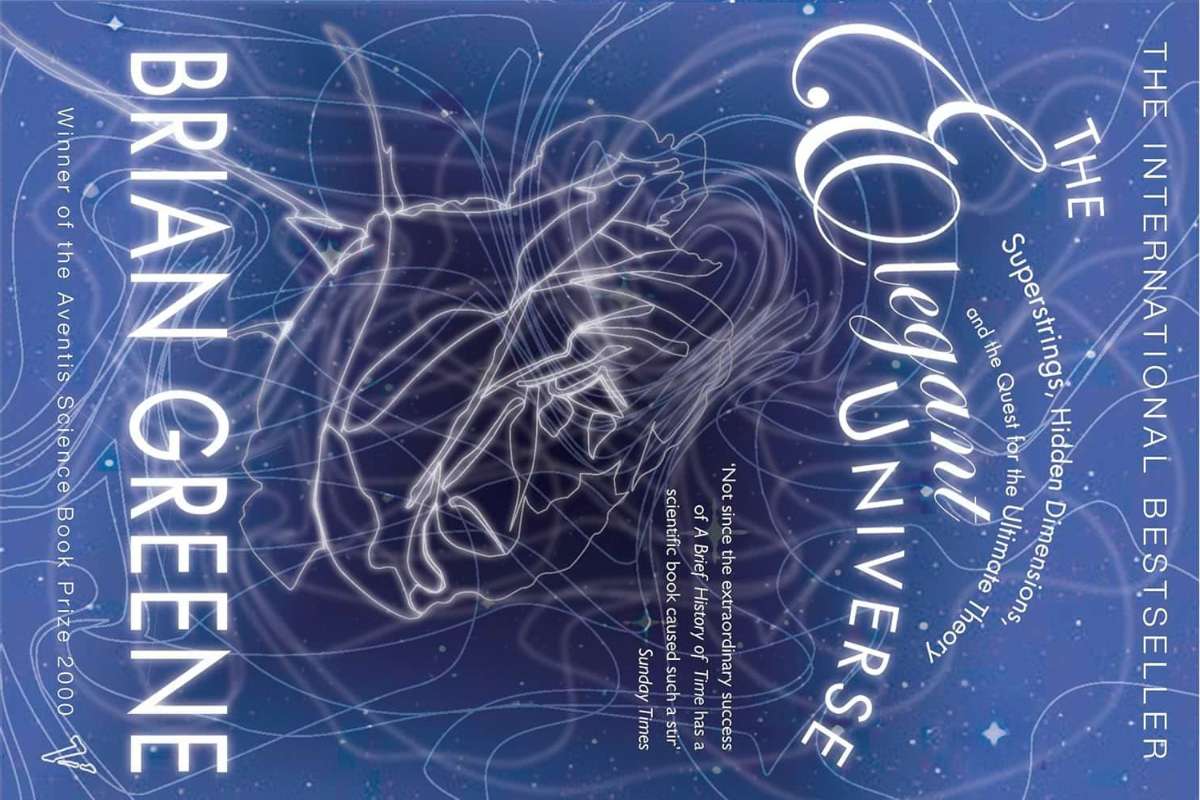 THE INTERNATIONAL BESTSELLER
THE
Elegant
UNIVERSE
Superstrings, Hidden Dimensions,
and the Quest for the Ultimate Theory
'Not since the extraordinary success
of A Brief History of Time has a
scientific book caused such a stir'
Sunday Times
BRIAN GREENE
Winner of the Aventis Science Book Prize 2000
V